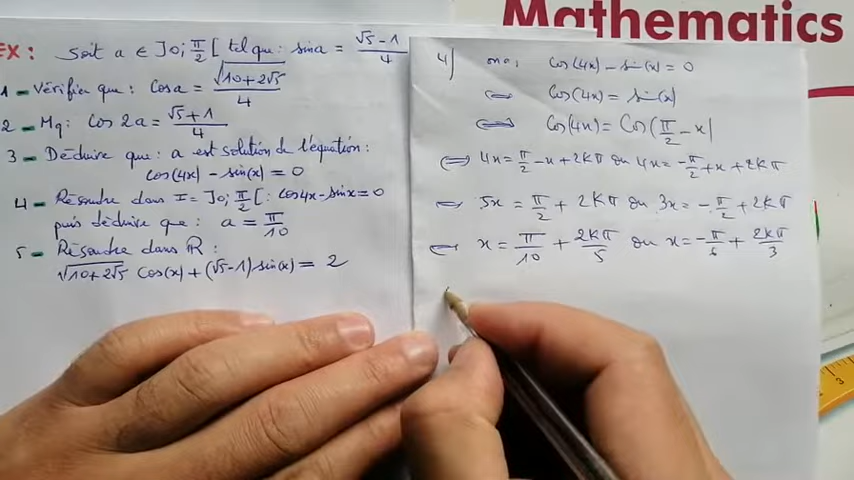 Mathematics
EX : Soit a ∈ ]0; π/2[ tel que : sin a = (√5 - 1)/4
1 - Vérifier que : cos a = √(10+2√5)/4
2 - Mq : cos 2a = (√5 + 1)/4
3 - Déduire que : a est solution de l'équation :
cos(4x) - sin(x) = 0
4 - Résoudre dans I = ]0; π/2[ : cos4x - sinx = 0
puis déduire que : a = π/10
5 - Résoudre dans ℝ :
√(10+2√5) cos(x) + (√5-1) sin(x) = 2
4) on a, cos(4x) - sin(x) = 0
⇔ cos(4x) = sin(x)
⇔ cos(4x) = cos(π/2 - x)
⇔ 4x = π/2 - x + 2kπ ou 4x = -π/2 + x + 2kπ
⇔ 5x = π/2 + 2kπ ou 3x = -π/2 + 2kπ
⇔ x = π/10 + 2kπ/5 ou x = -π/6 + 2kπ/3
3